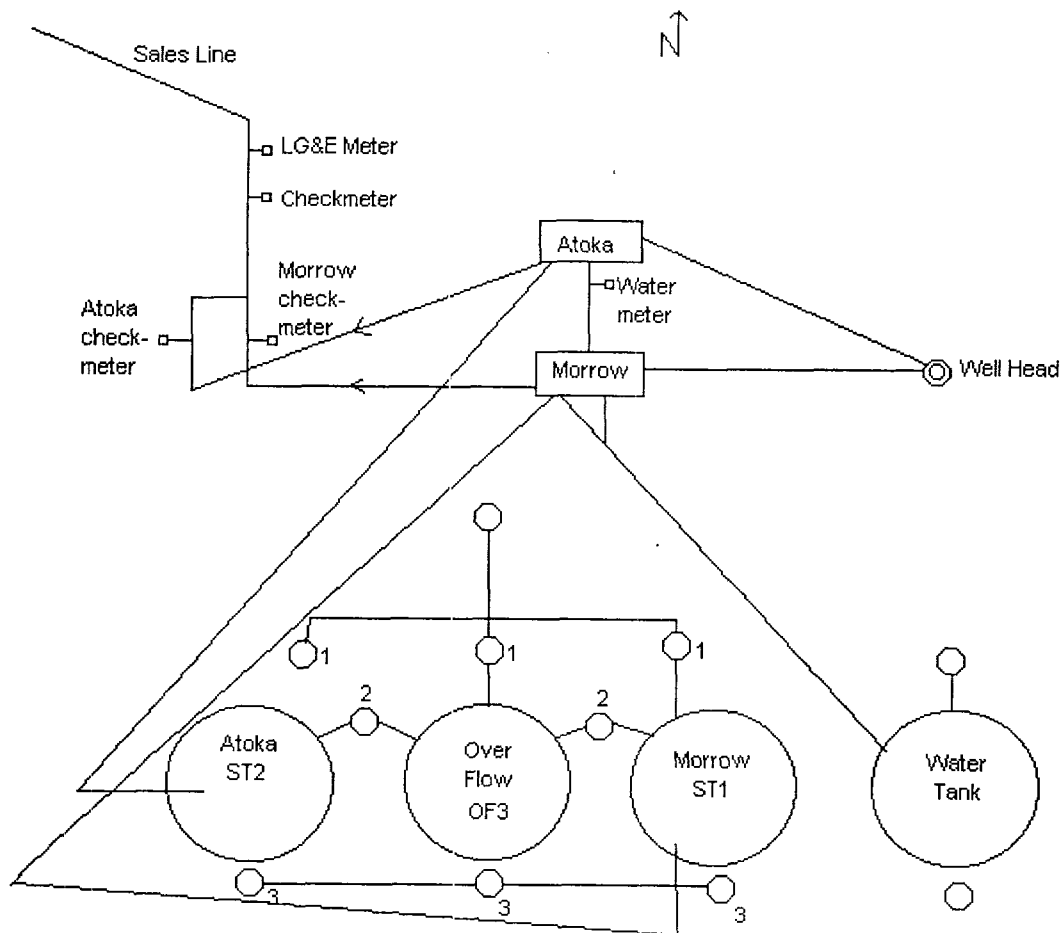 N
Sales Line
LG&E Meter
Checkmeter
Atoka
Morrow
check-
meter
Water
meter
Atoka
check-
meter
Morrow
Well Head
1
1
1
2
2
Atoka
ST2
Over
Flow
OF3
Morrow
ST1
Water
Tank
3
3
3